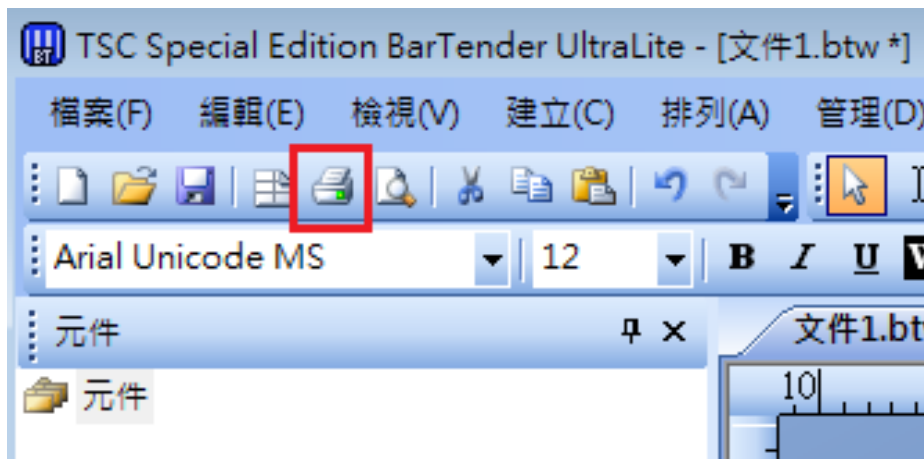 TSC Special Edition BarTender UltraLite - [文件1.btw *]
檔案(F) 編輯(E) 檢視(V) 建立(C) 排列(A) 管理(D)
Arial Unicode MS 12 B I U
元件 文件1.bt
元件 10